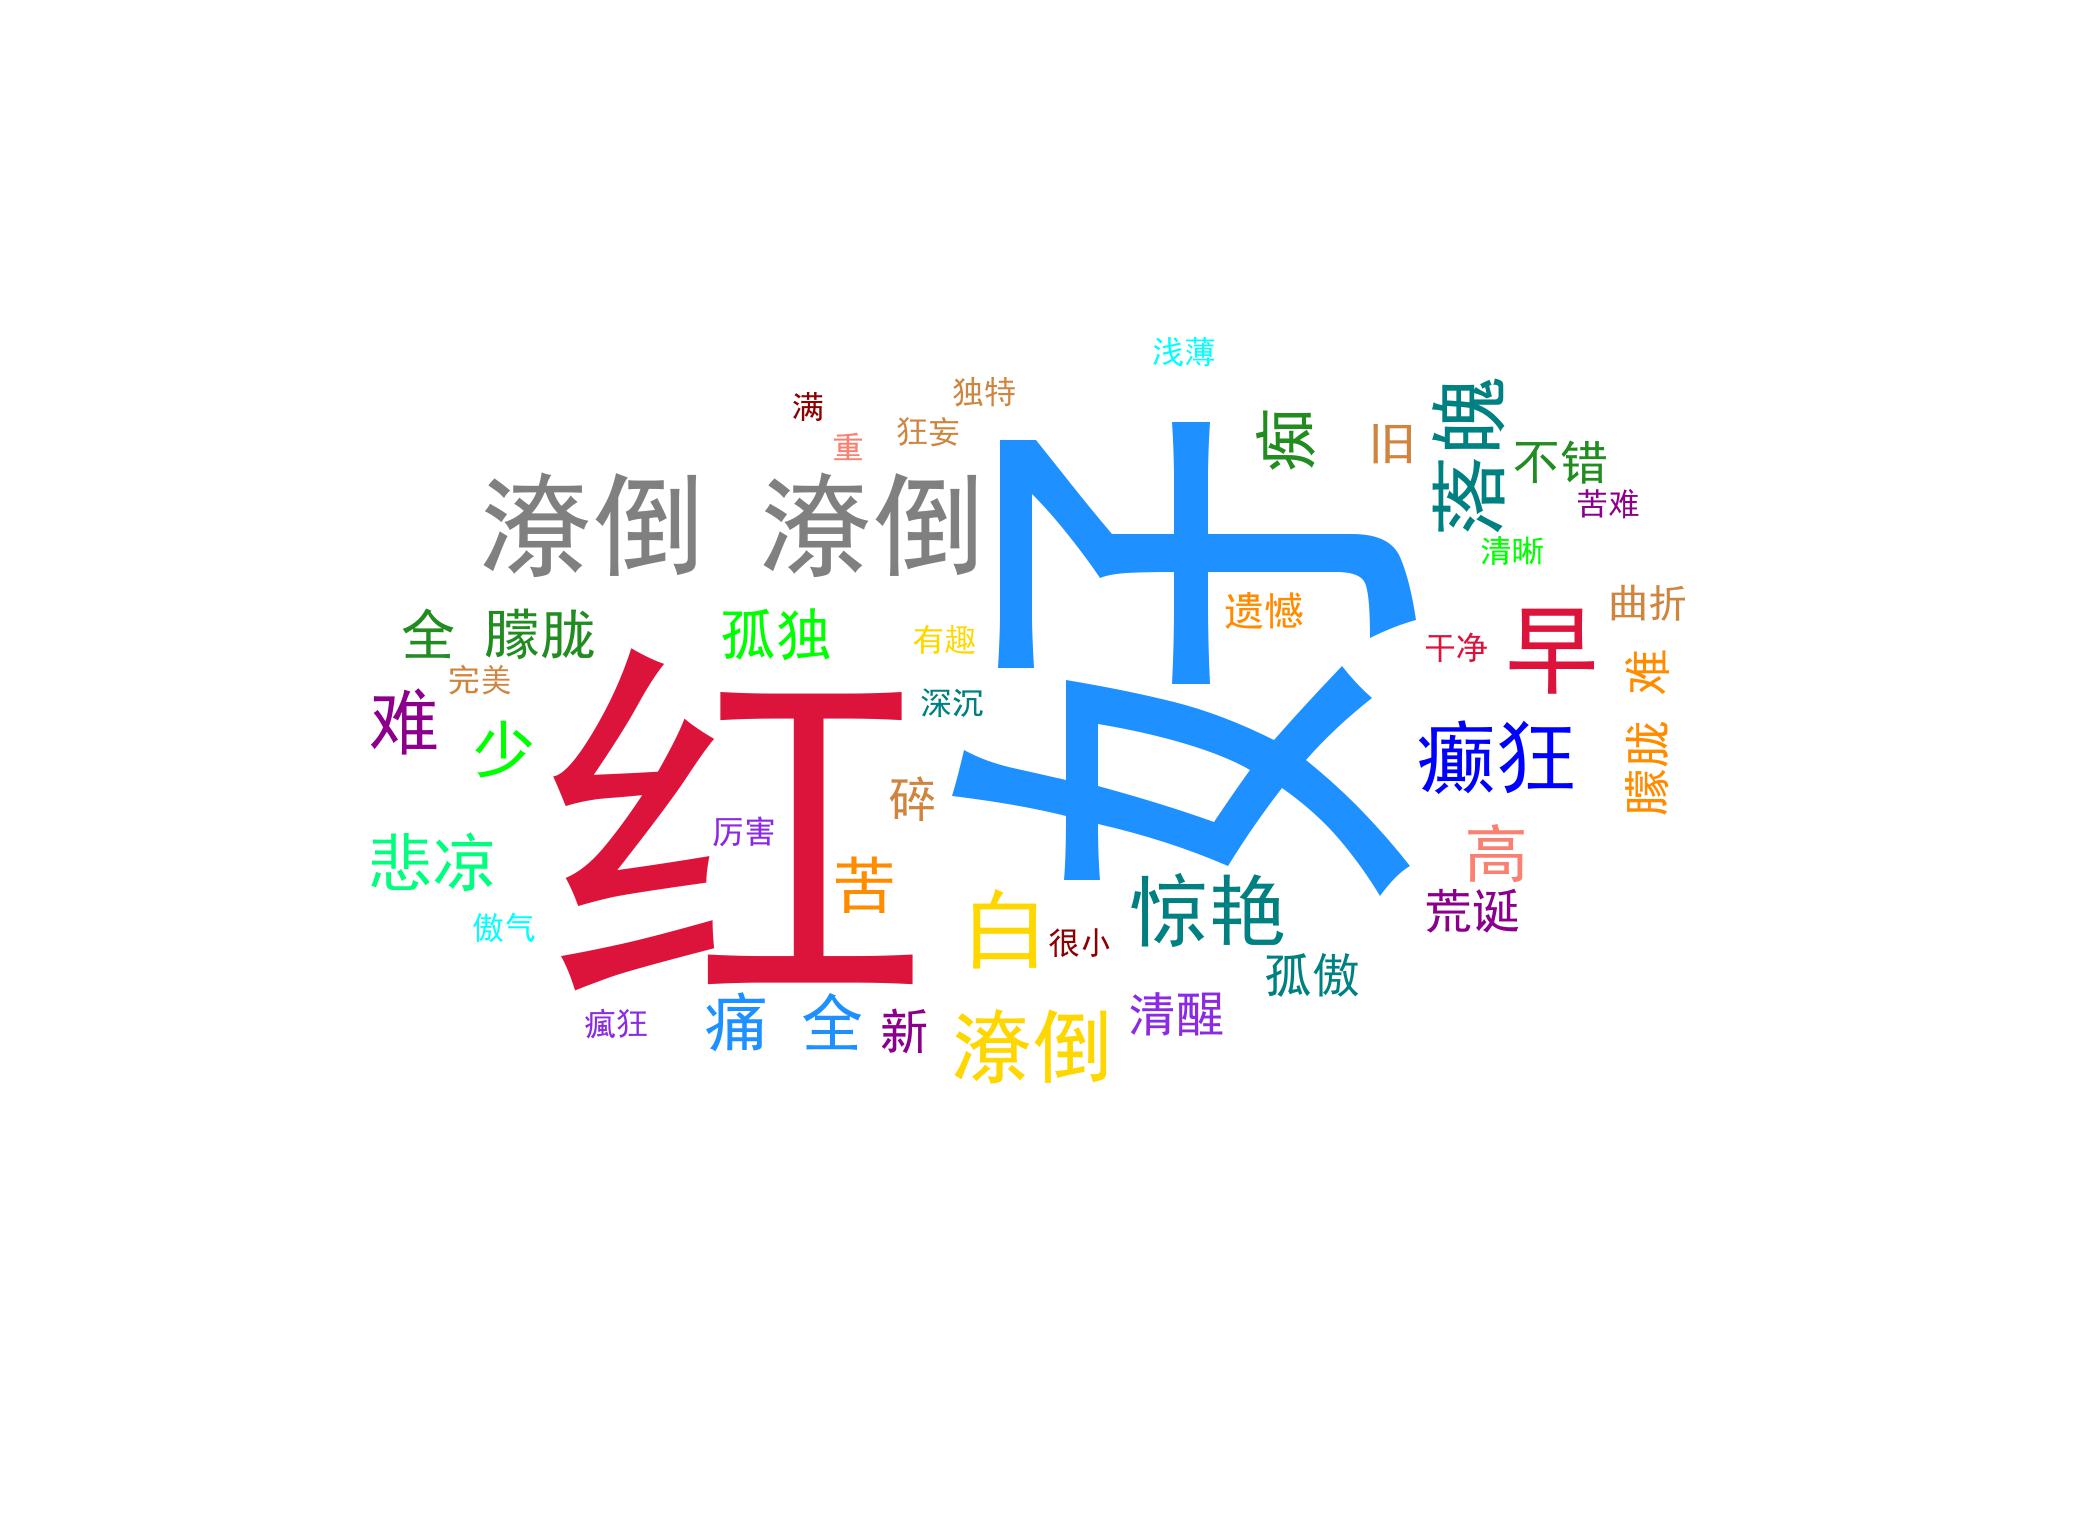 浅薄
独特
满
狂妄
重
痴
旧
落魄
不错
苦难
潦倒
潦倒
好
清晰
曲折
遗憾
全
朦胧
孤独
有趣
干净
早
完美
难
难
深沉
少
红
癫狂
朦胧
碎
厉害
悲凉
高
苦
惊艳
荒诞
白
很小
傲气
孤傲
瘋狂
痛
全
新
清醒
潦倒